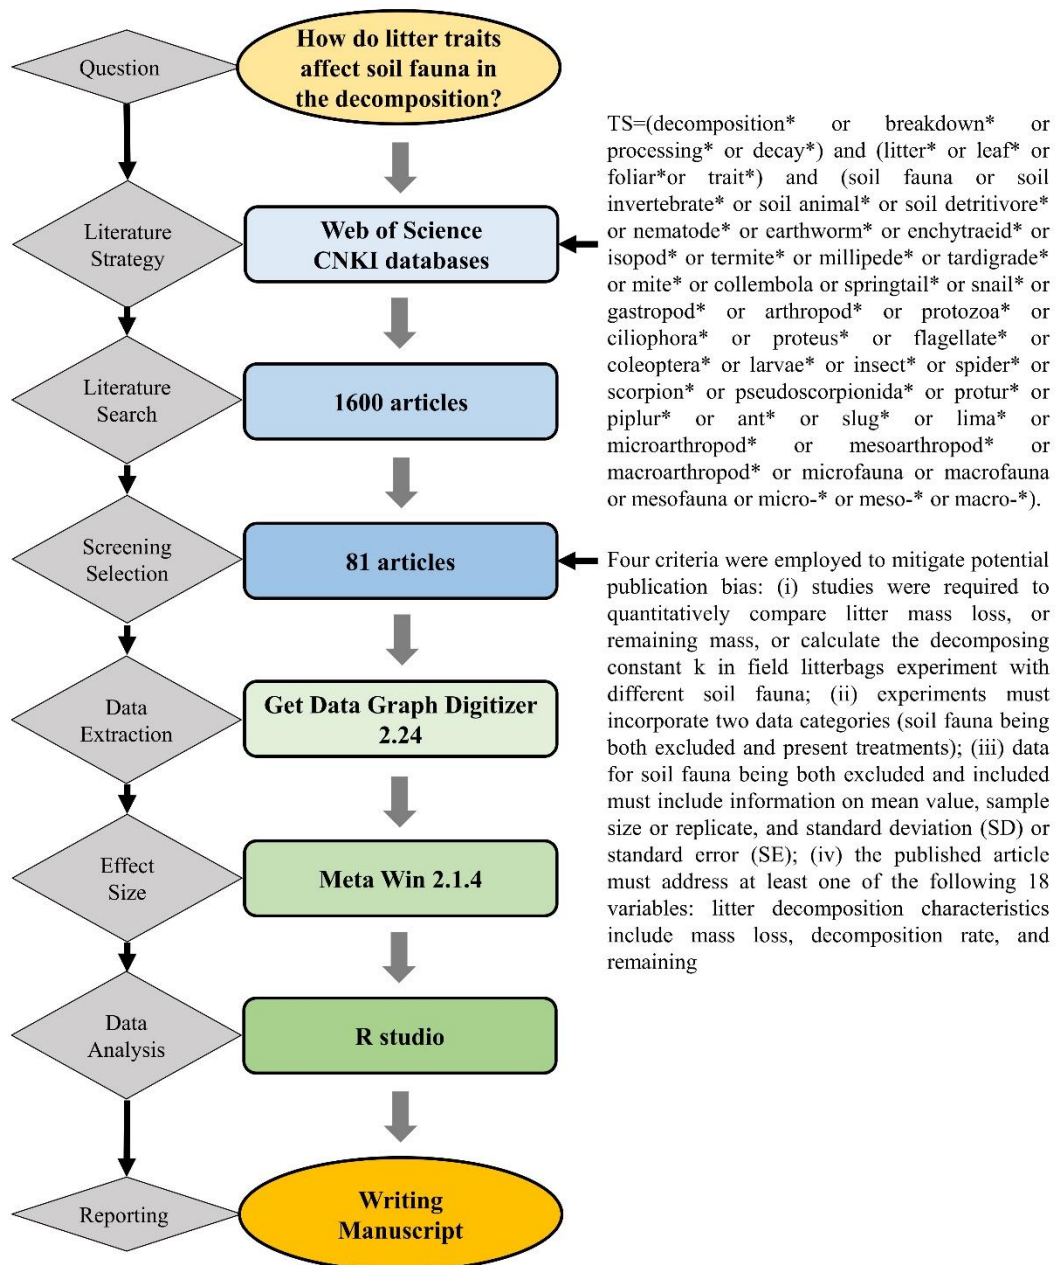 Question
How do litter traits
affect soil fauna in
the decomposition?
Literature
Strategy
Web of Science
CNKI databases
TS=(decomposition* or breakdown* or
processing* or decay*) and (litter* or leaf* or
foliar*or trait*) and (soil fauna or soil
invertebrate* or soil animal* or soil detritivore*
or nematode* or earthworm* or enchytraeid* or
isopod* or termite* or millipede* or tardigrade*
or mite* or collembola or springtail* or snail* or
gastropod* or arthropod* or protozoa* or
ciliophora* or proteus* or flagellate* or
coleoptera* or larvae* or insect* or spider* or
scorpion* or pseudoscorpionida* or protur* or
piplur* or ant* or slug* or lima* or
microarthropod* or mesoarthropod* or
macroarthropod* or microfauna or macrofauna
or mesofauna or micro-* or meso-* or macro-*).
Literature
Search
1600 articles
Screening
Selection
81 articles
Four criteria were employed to mitigate potential
publication bias: (i) studies were required to
quantitatively compare litter mass loss, or
remaining mass, or calculate the decomposing
constant k in field litterbags experiment with
different soil fauna; (ii) experiments must
incorporate two data categories (soil fauna being
both excluded and present treatments); (iii) data
for soil fauna being both excluded and included
must include information on mean value, sample
size or replicate, and standard deviation (SD) or
standard error (SE); (iv) the published article
must address at least one of the following 18
variables: litter decomposition characteristics
include mass loss, decomposition rate, and
remaining
Data
Extraction
Get Data Graph Digitizer
2.24
Effect
Size
Meta Win 2.1.4
Data
Analysis
R studio
Reporting
Writing
Manuscript